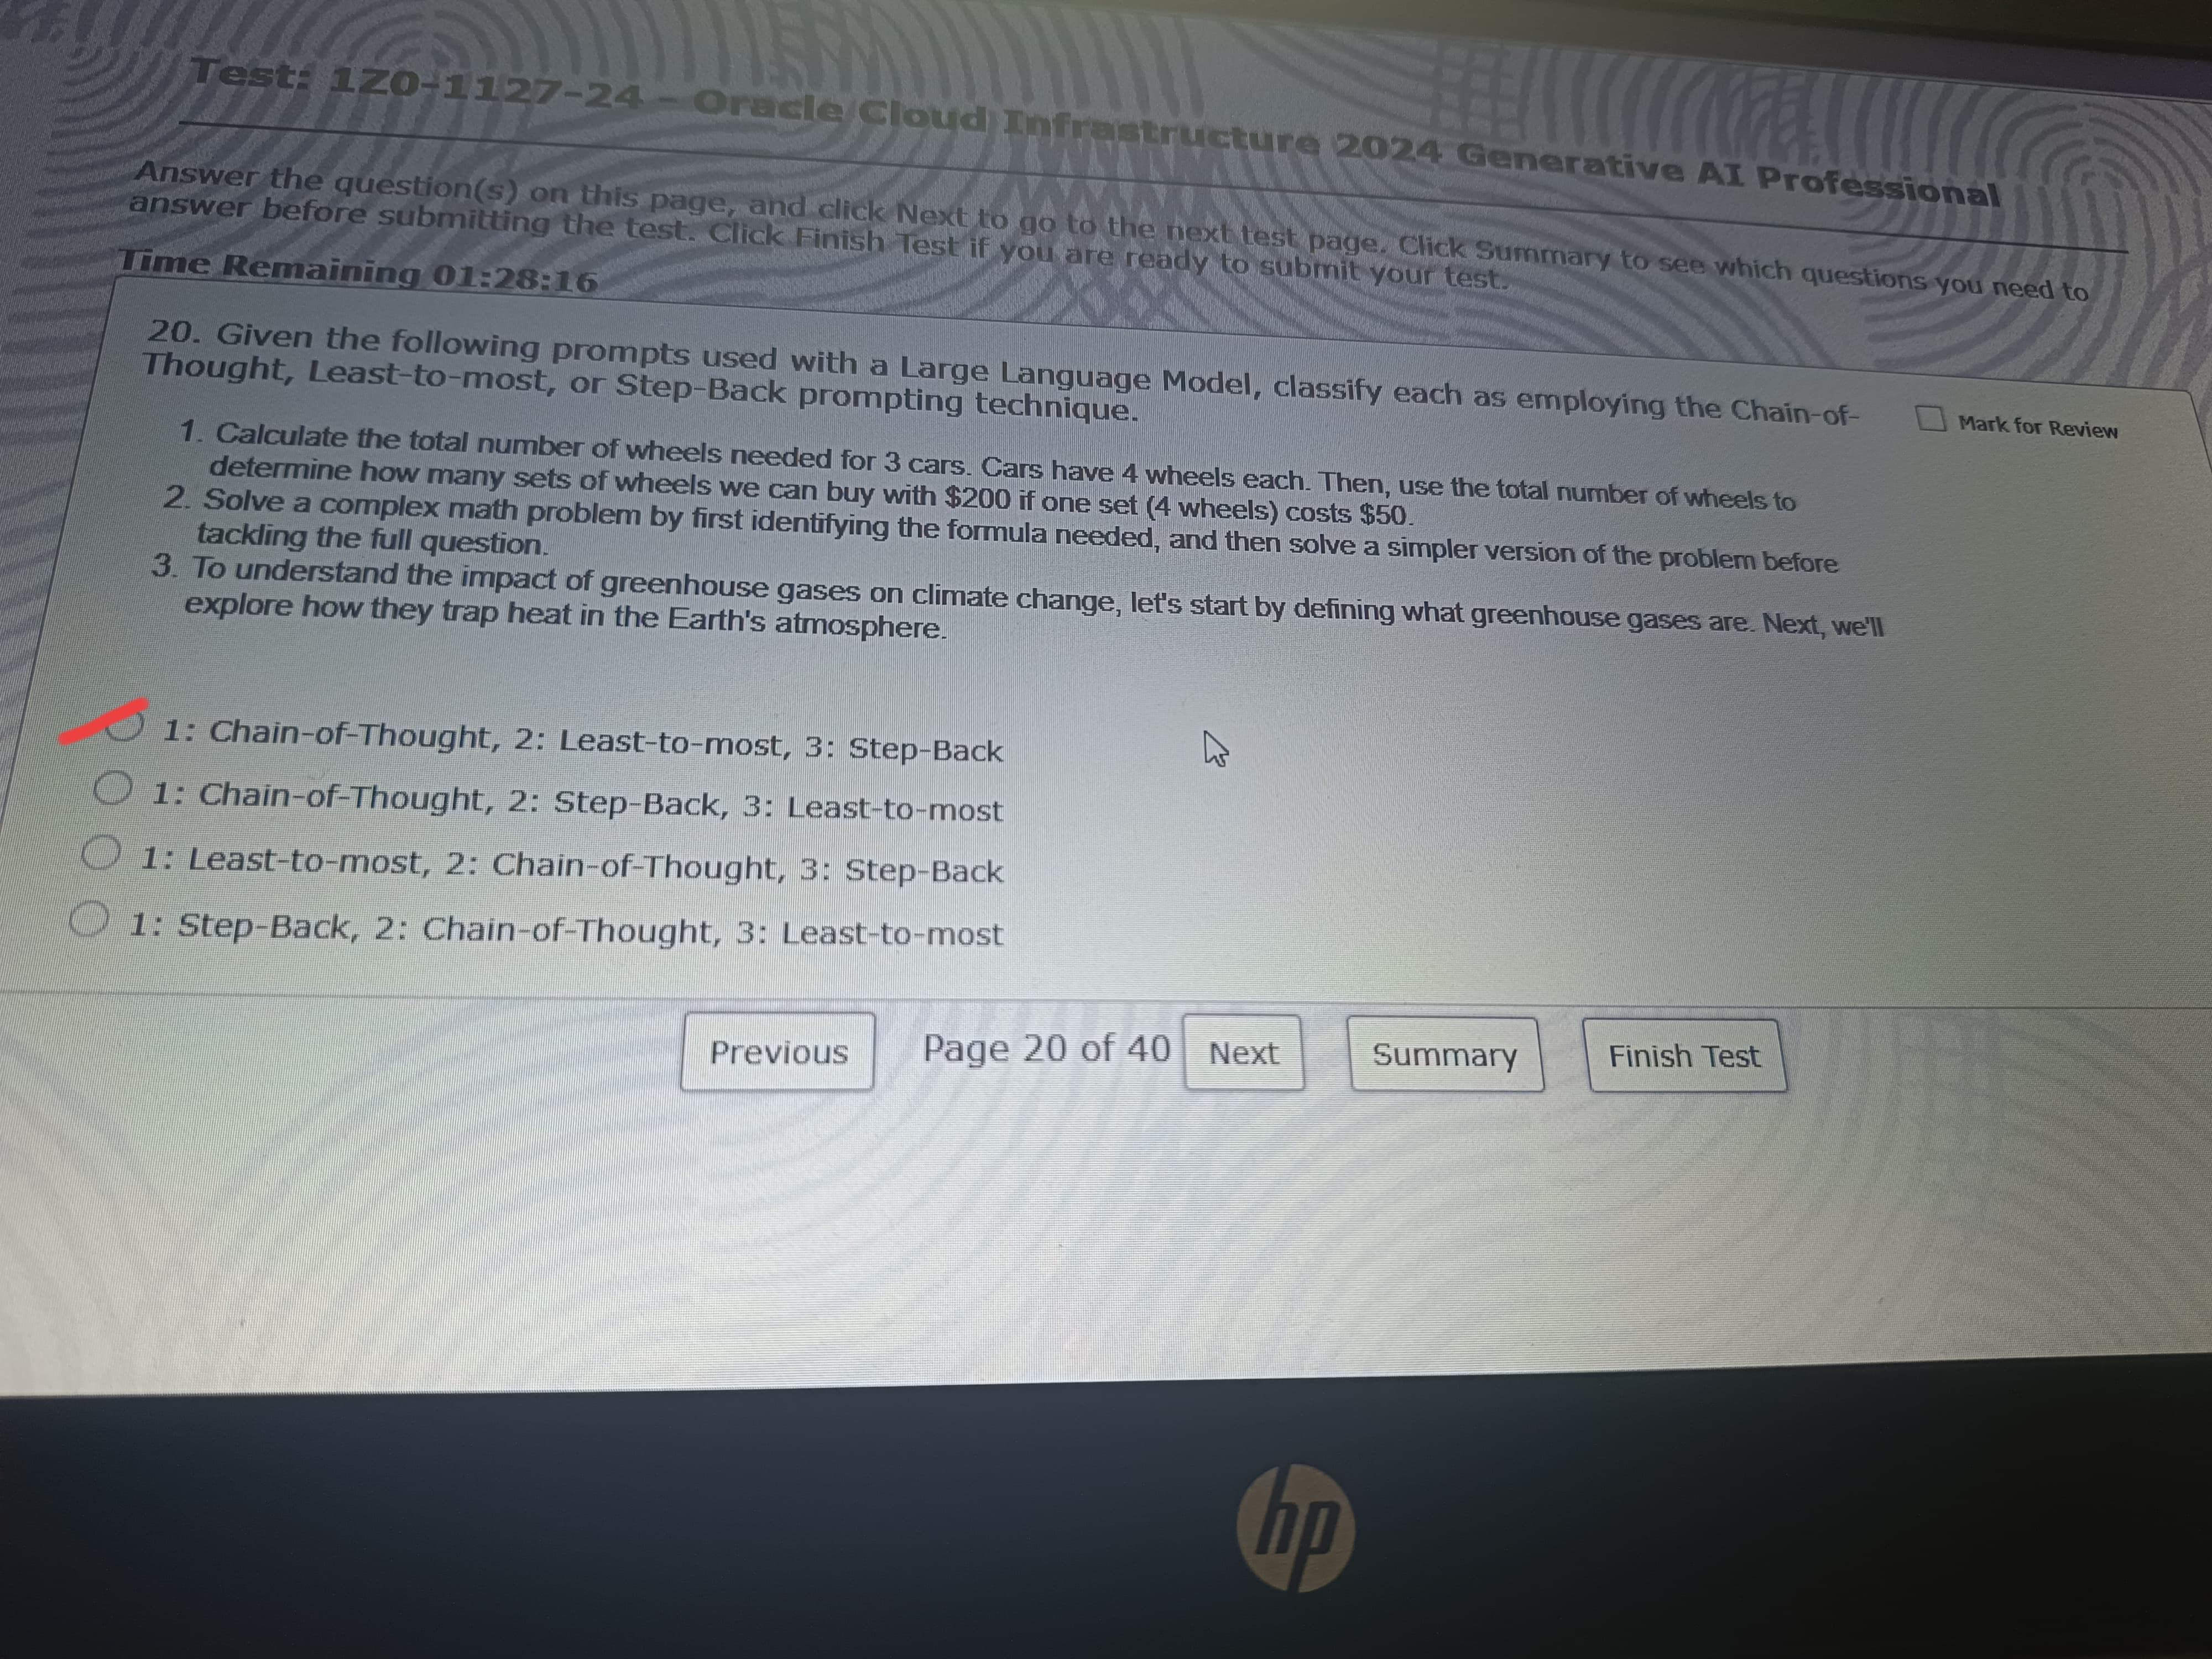 Test: 1Z0-1127-24 - Oracle Cloud Infrastructure 2024 Generative AI Professional
Answer the question(s) on this page, and click Next to go to the next test page. Click Summary to see which questions you need to
answer before submitting the test. Click Finish Test if you are ready to submit your test.
Time Remaining 01:28:16
20. Given the following prompts used with a Large Language Model, classify each as employing the Chain-of-
Thought, Least-to-most, or Step-Back prompting technique.
Mark for Review
1. Calculate the total number of wheels needed for 3 cars. Cars have 4 wheels each. Then, use the total number of wheels to
determine how many sets of wheels we can buy with $200 if one set (4 wheels) costs $50.
2. Solve a complex math problem by first identifying the formula needed, and then solve a simpler version of the problem before
tackling the full question.
3. To understand the impact of greenhouse gases on climate change, let's start by defining what greenhouse gases are. Next, we'll
explore how they trap heat in the Earth's atmosphere.
1: Chain-of-Thought, 2: Least-to-most, 3: Step-Back
1: Chain-of-Thought, 2: Step-Back, 3: Least-to-most
1: Least-to-most, 2: Chain-of-Thought, 3: Step-Back
1: Step-Back, 2: Chain-of-Thought, 3: Least-to-most
Previous Page 20 of 40 Next Summary Finish Test
hp